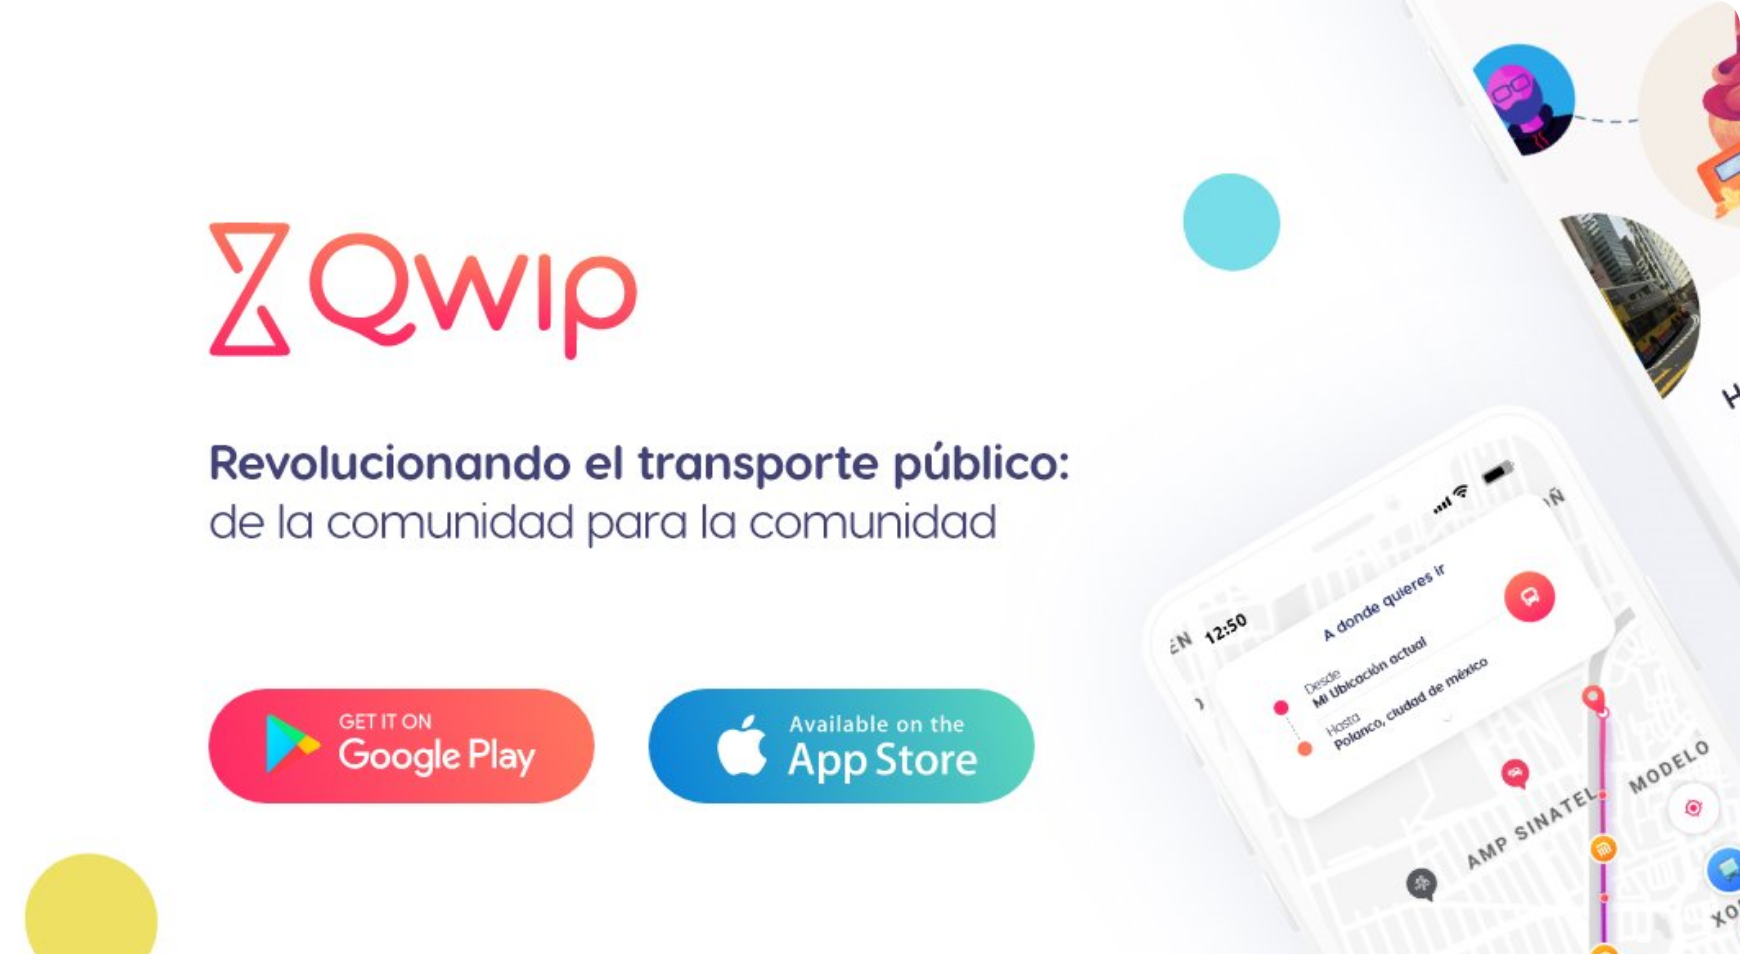 Qwip
Revolucionando el transporte público:
de la comunidad para la comunidad
GET IT ON
Google Play
Available on the
App Store
12:50
A donde quieres ir
Desde
Mi Ubicación actual
Hasta
Polanco, ciudad de méxico
MODELO
AMP SINATEL